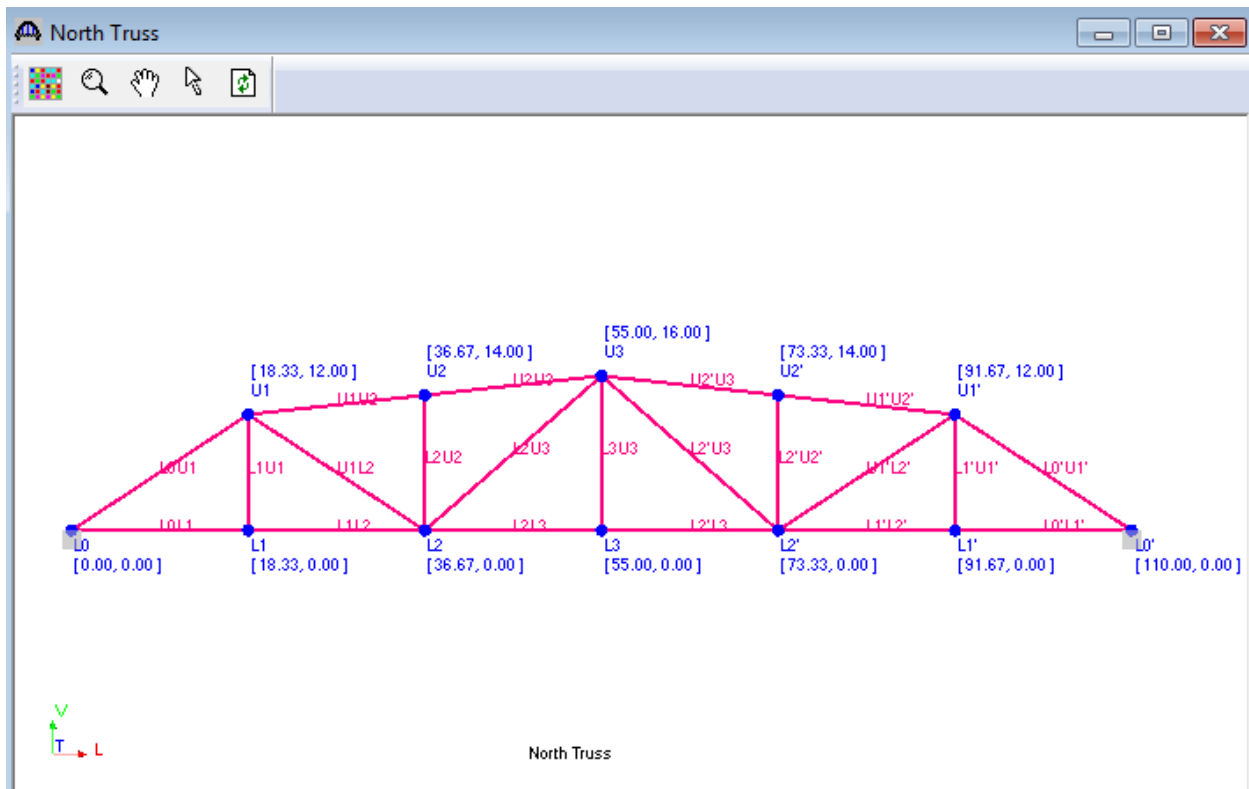 North Truss
[55.00, 16.00 ]
U3
[36.67, 14.00 ]
U2
[73.33, 14.00 ]
U2'
[18.33, 12.00 ]
U1
[91.67, 12.00 ]
U1'
U1U2
U2U3
U2'U3
U1'U2'
L0U1
L1U1
U1L2
L2U2
L2U3
L3U3
L2'U3
L2'U2'
U1'L2'
L1'U1'
L0'U1'
L0L1
L1L2
L2L3
L2'L3
L1'L2'
L0'L1'
L0
[0.00, 0.00 ]
L1
[18.33, 0.00 ]
L2
[36.67, 0.00 ]
L3
[55.00, 0.00 ]
L2'
[73.33, 0.00 ]
L1'
[91.67, 0.00 ]
L0'
[110.00, 0.00 ]
V
T
L
North Truss